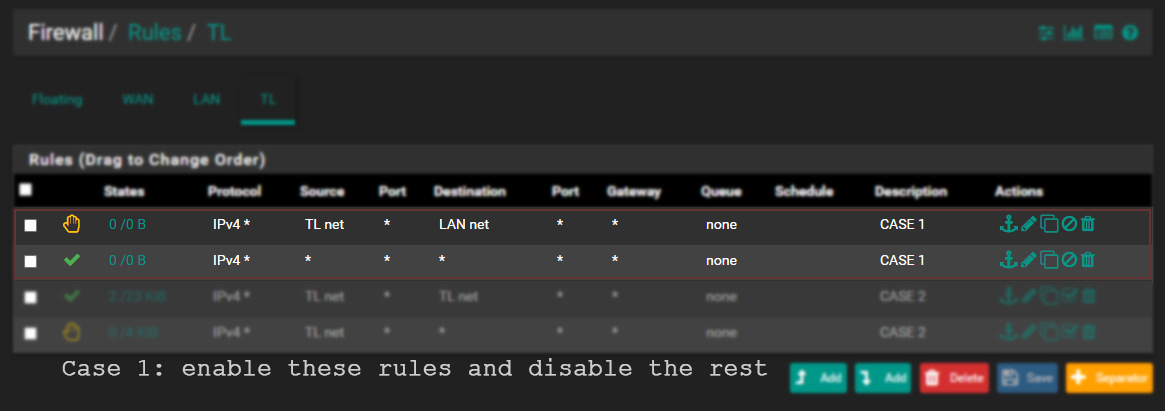 Firewall / Rules / TL
Floating WAN LAN TL
Rules (Drag to Change Order)
States Protocol Source Port Destination Port Gateway Queue Schedule Description Actions
0 /0 B IPv4 * TL net * LAN net * * none CASE 1
0 /0 B IPv4 * * * * * * none CASE 1
2 /23 KiB IPv4 * TL net * TL net * * none CASE 2
0 /4 KiB IPv4 * TL net * * * * none CASE 2
Case 1: enable these rules and disable the rest
Add Add Delete Save Separator